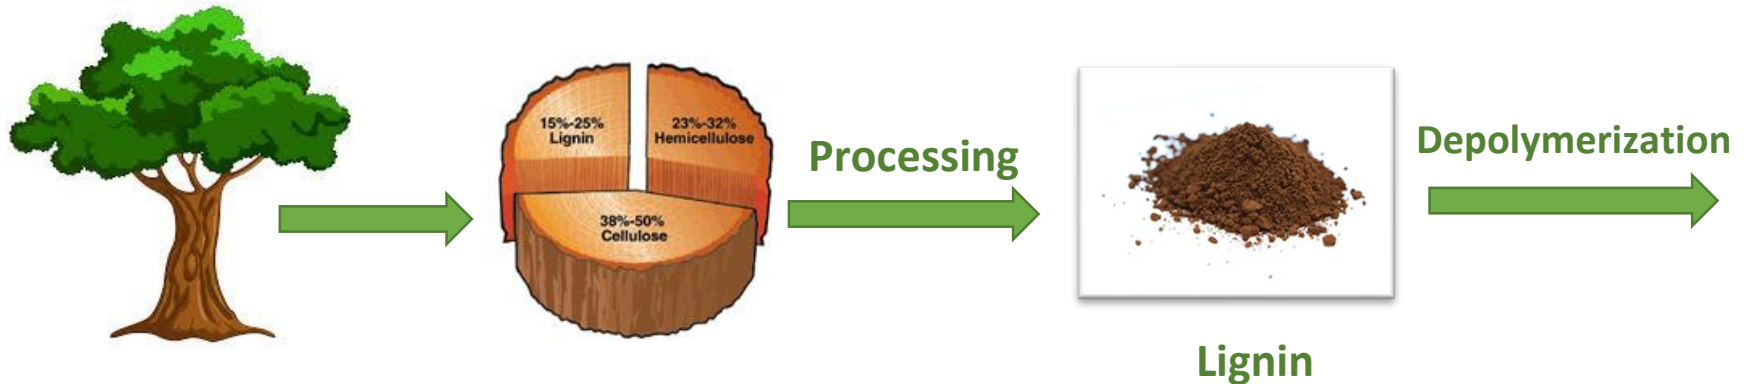 15%-25%
Lignin
23%-32%
Hemicellulose
38%-50%
Cellulose
Processing
Depolymerization
Lignin